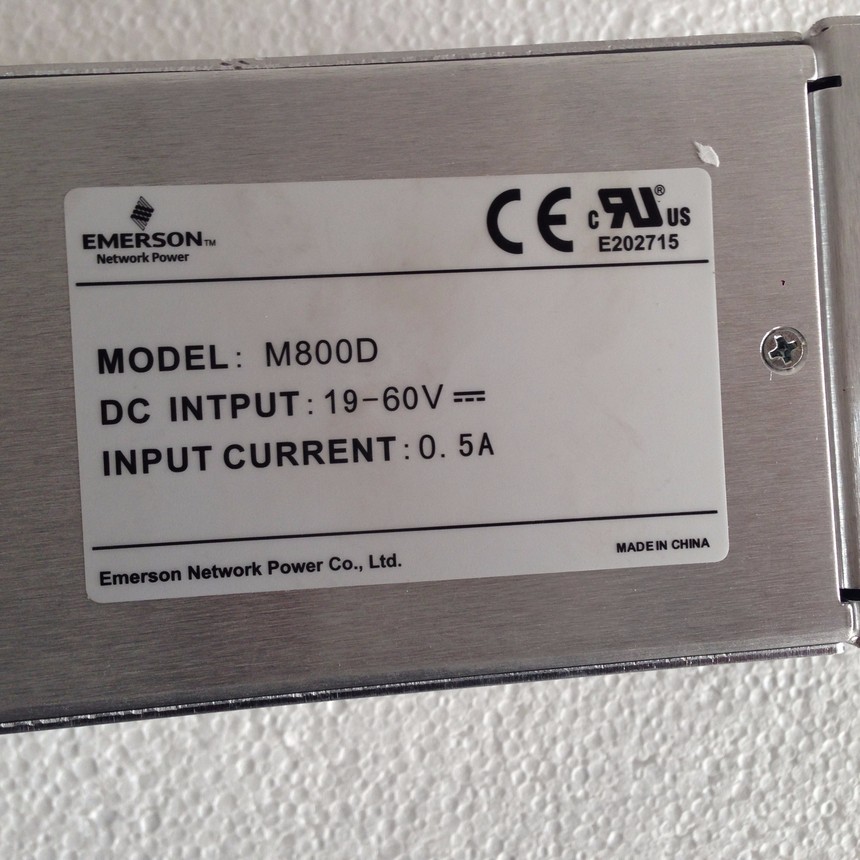 EMERSON™
Network Power
CE c RU® US
E202715
MODEL: M800D
DC INTPUT: 19-60V ⎓
INPUT CURRENT: 0.5A
Emerson Network Power Co., Ltd.
MADE IN CHINA